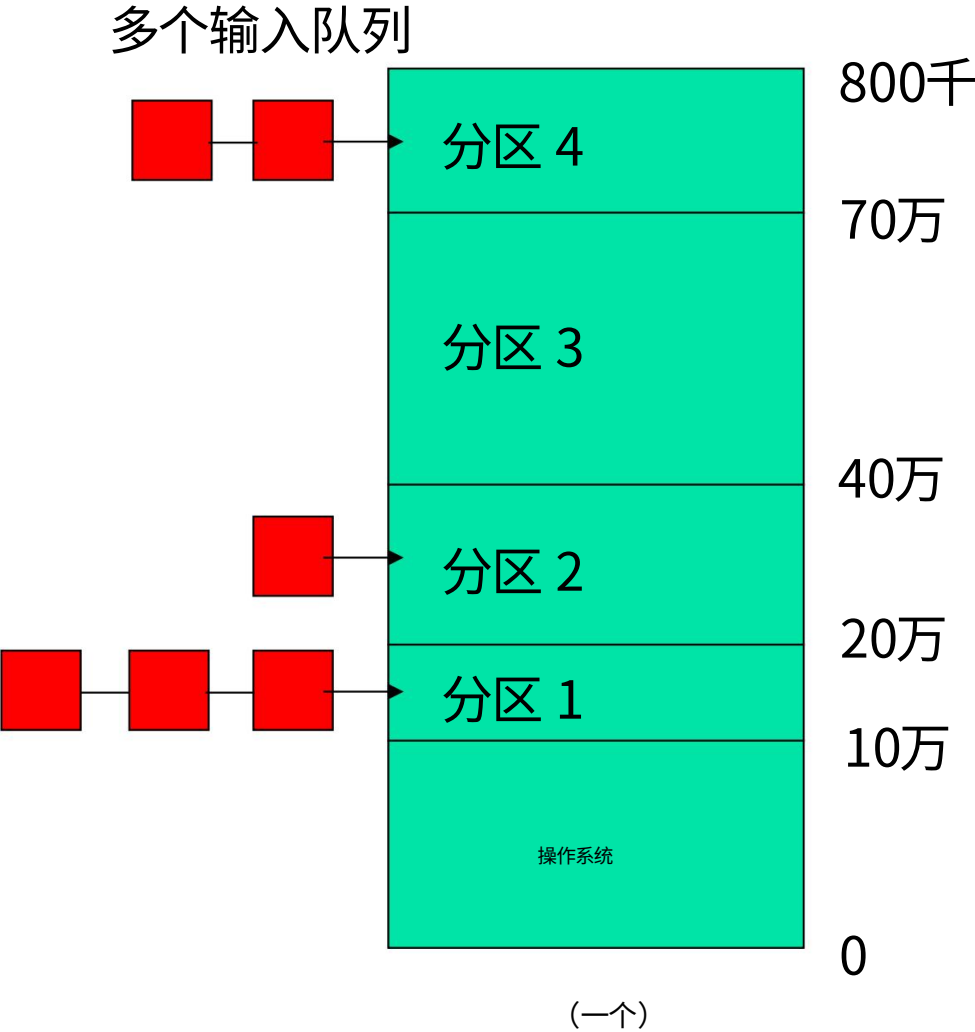 多个输入队列
800千
分区 4
70万
分区 3
40万
分区 2
20万
分区 1
10万
操作系统
0
（一个）